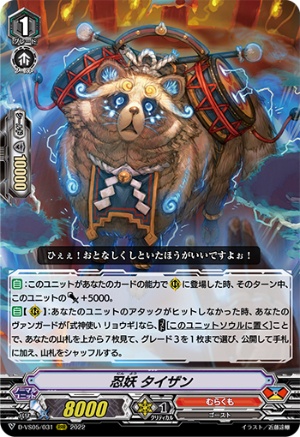 1
グレード
ブースト
シールド
10000
ひぇぇ！おとなしくしといたほうがいいですよぉ！
自:このユニットがあなたのカードの能力でRに登場した時、そのターン中、
このユニットの+5000。
自【R】:あなたのアタックがヒットしなかった時、あなたの
ヴァンガードが「式神使い リョウギ」なら、【このユニットをソウルに置く】こと
で、あなたの山札を上から7枚見て、グレード3を1枚まで選び、公開して手札
に加え、山札をシャッフルする。
忍妖 タイザン
ノーマル
ユニット
パワー
8000
1
クリティカル
むらくも
ゴースト
D-VS05/031 RRR 2022
イラスト/近藤涼順